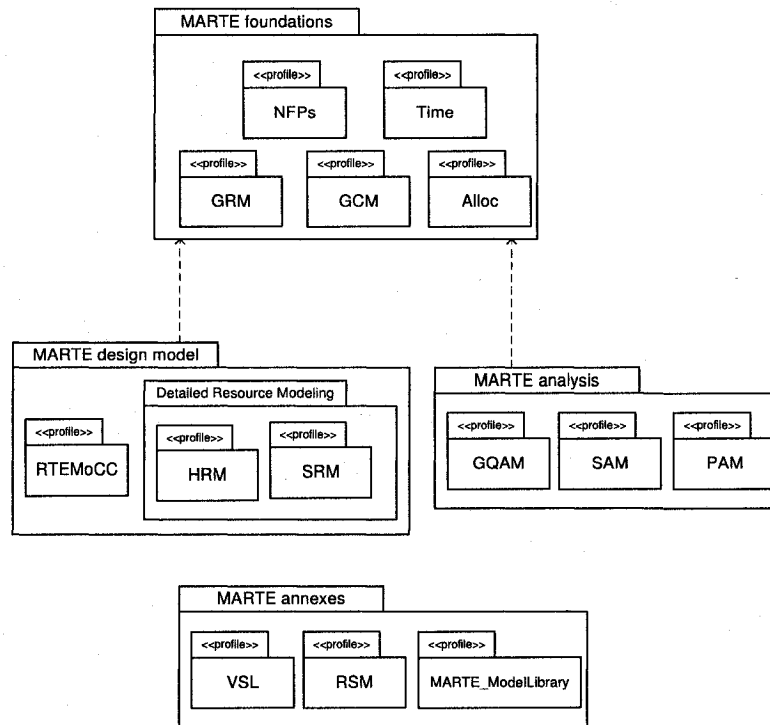 MARTE foundations
<<profile>>
NFPs
<<profile>>
Time
<<profile>>
GRM
<<profile>>
GCM
<<profile>>
Alloc
MARTE design model
<<profile>>
RTEMoCC
Detailed Resource Modeling
<<profile>>
HRM
<<profile>>
SRM
MARTE analysis
<<profile>>
GQAM
<<profile>>
SAM
<<profile>>
PAM
MARTE annexes
<<profile>>
VSL
<<profile>>
RSM
<<profile>>
MARTE_ModelLibrary